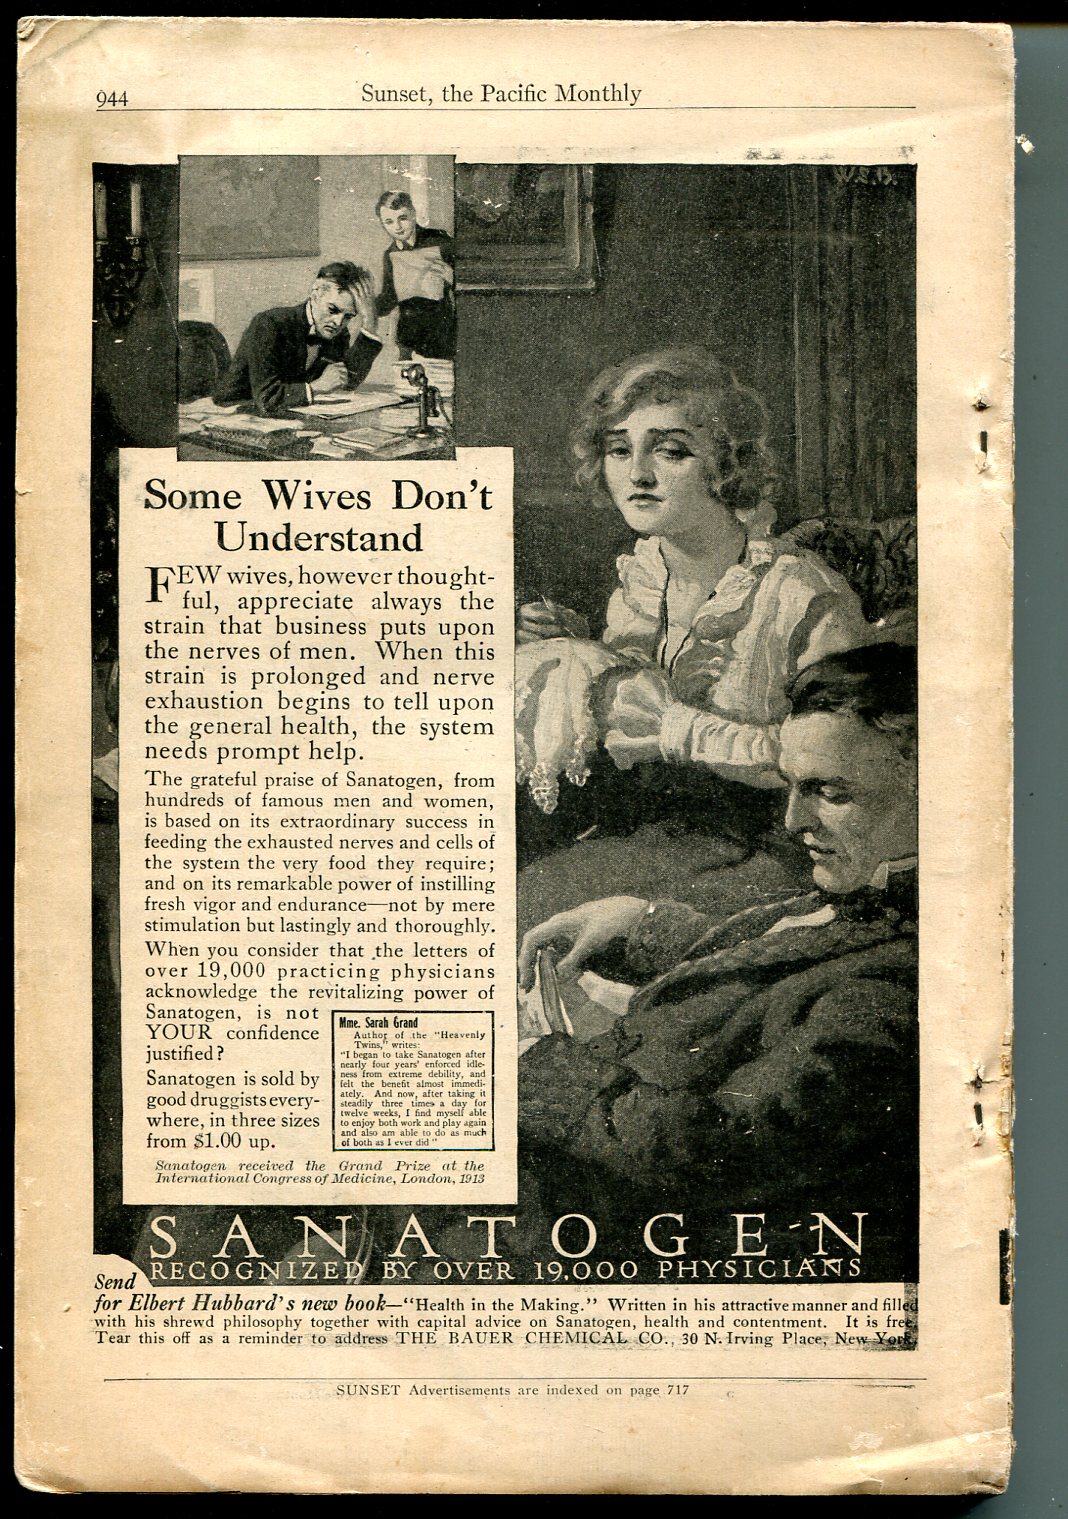 944
Sunset, the Pacific Monthly
W.E.B.
Some Wives Don't
Understand
FEW wives, however thought-
ful, appreciate always the
strain that business puts upon
the nerves of men. When this
strain is prolonged and nerve
exhaustion begins to tell upon
the general health, the system
needs prompt help.
The grateful praise of Sanatogen, from
hundreds of famous men and women,
is based on its extraordinary success in
feeding the exhausted nerves and cells of
the system the very food they require;
and on its remarkable power of instilling
fresh vigor and endurance—not by mere
stimulation but lastingly and thoroughly.
When you consider that the letters of
over 19,000 practicing physicians
acknowledge the revitalizing power of
Sanatogen, is not
YOUR confidence
justified?
Sanatogen is sold by
good druggists every-
where, in three sizes
from $1.00 up.
Mme. Sarah Grand
Author of the "Heavenly
Twins," writes:
"I began to take Sanatogen after
nearly four years' enforced idle-
ness from extreme debility, and
felt the benefit almost immedi-
ately. And now, after taking it
steadily three times a day for
twelve weeks, I find myself able
to enjoy both work and play again
and also am able to do as much
of both as I ever did"
Sanatogen received the Grand Prize at the
International Congress of Medicine, London, 1913
SANATOGEN
RECOGNIZED BY OVER 19,000 PHYSICIANS
Send
for Elbert Hubbard's new book—"Health in the Making." Written in his attractive manner and filled
with his shrewd philosophy together with capital advice on Sanatogen, health and contentment. It is free.
Tear this off as a reminder to address THE BAUER CHEMICAL CO., 30 N. Irving Place, New York.
SUNSET Advertisements are indexed on page 717